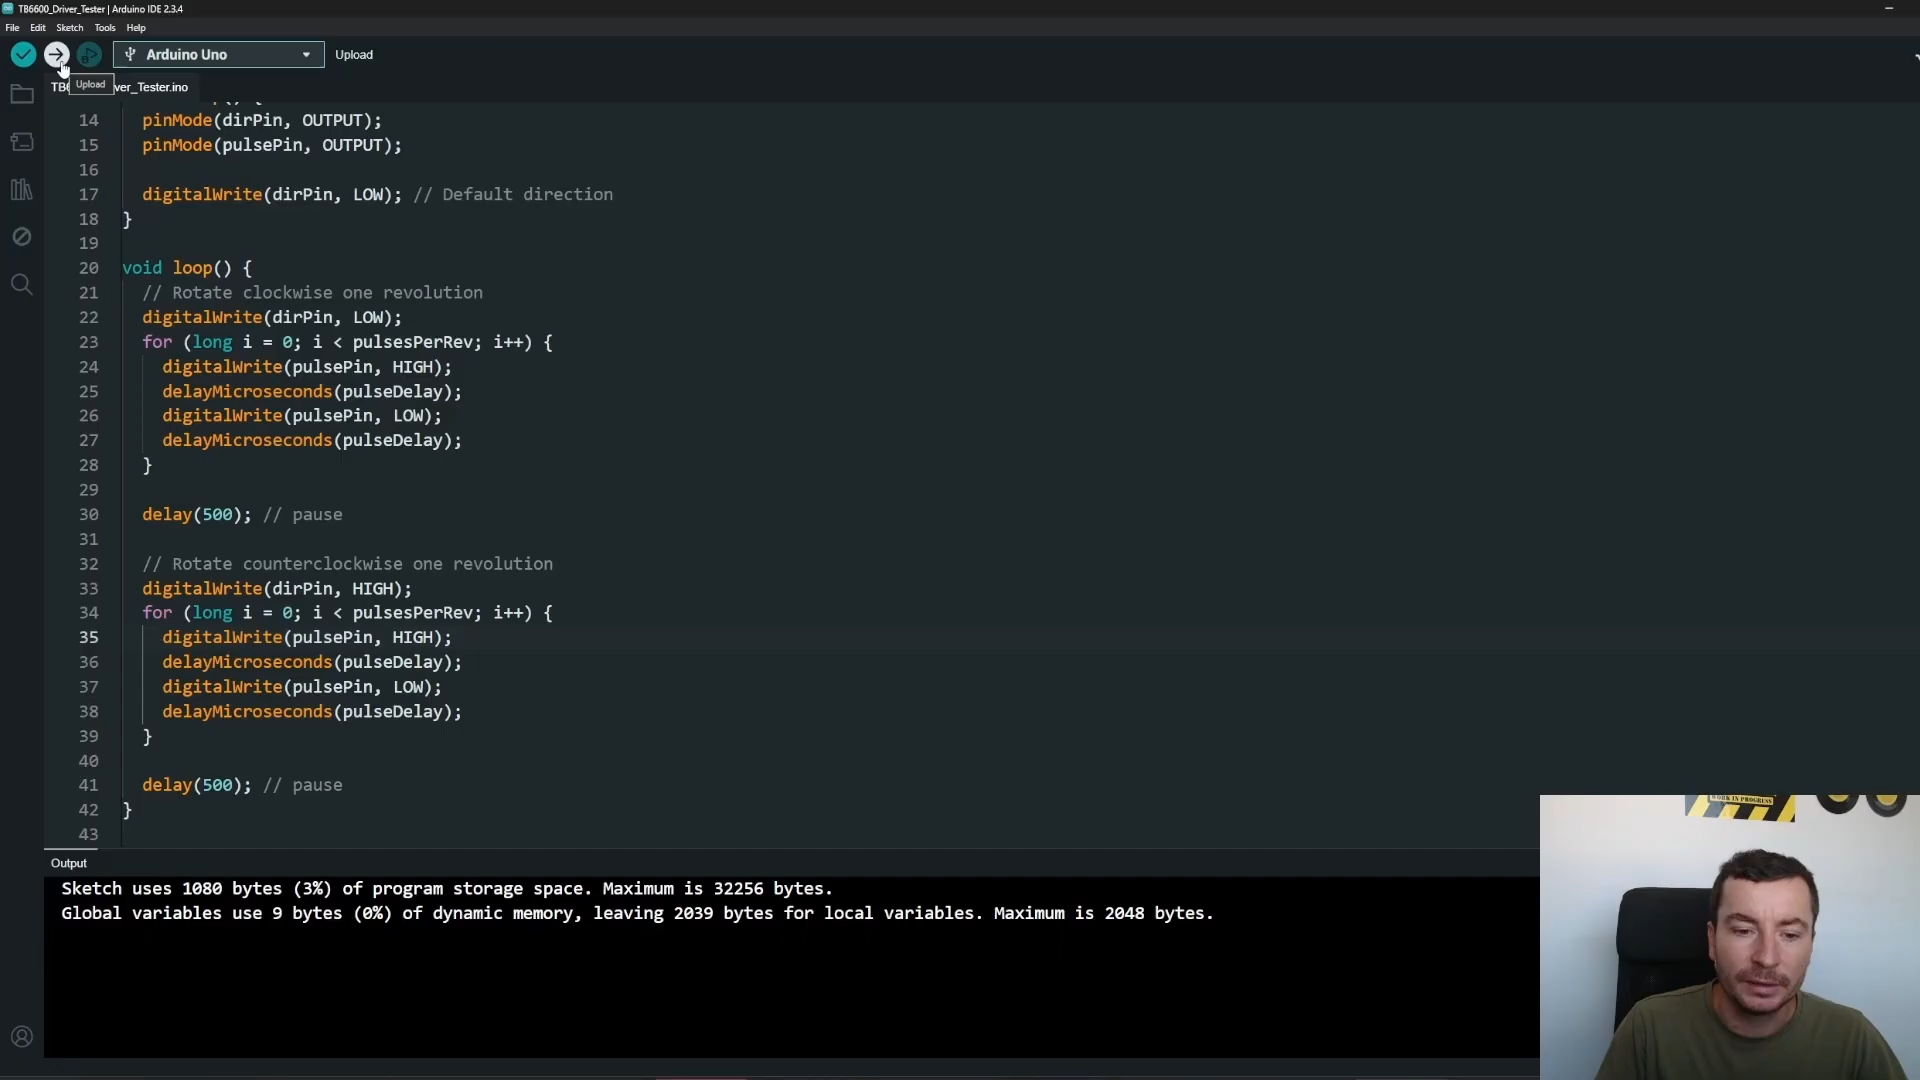 TB6600_Driver_Tester | Arduino IDE 2.3.4
File Edit Sketch Tools Help
Arduino Uno
Upload
Upload
ver_Tester.ino
14 pinMode(dirPin, OUTPUT);
15 pinMode(pulsePin, OUTPUT);
16
17 digitalWrite(dirPin, LOW); // Default direction
18 }
19
20 void loop() {
21 // Rotate clockwise one revolution
22 digitalWrite(dirPin, LOW);
23 for (long i = 0; i < pulsesPerRev; i++) {
24 digitalWrite(pulsePin, HIGH);
25 delayMicroseconds(pulseDelay);
26 digitalWrite(pulsePin, LOW);
27 delayMicroseconds(pulseDelay);
28 }
29
30 delay(500); // pause
31
32 // Rotate counterclockwise one revolution
33 digitalWrite(dirPin, HIGH);
34 for (long i = 0; i < pulsesPerRev; i++) {
35 digitalWrite(pulsePin, HIGH);
36 delayMicroseconds(pulseDelay);
37 digitalWrite(pulsePin, LOW);
38 delayMicroseconds(pulseDelay);
39 }
40
41 delay(500); // pause
42 }
43
WORK IN PROGRESS
Output
Sketch uses 1080 bytes (3%) of program storage space. Maximum is 32256 bytes.
Global variables use 9 bytes (0%) of dynamic memory, leaving 2039 bytes for local variables. Maximum is 2048 bytes.